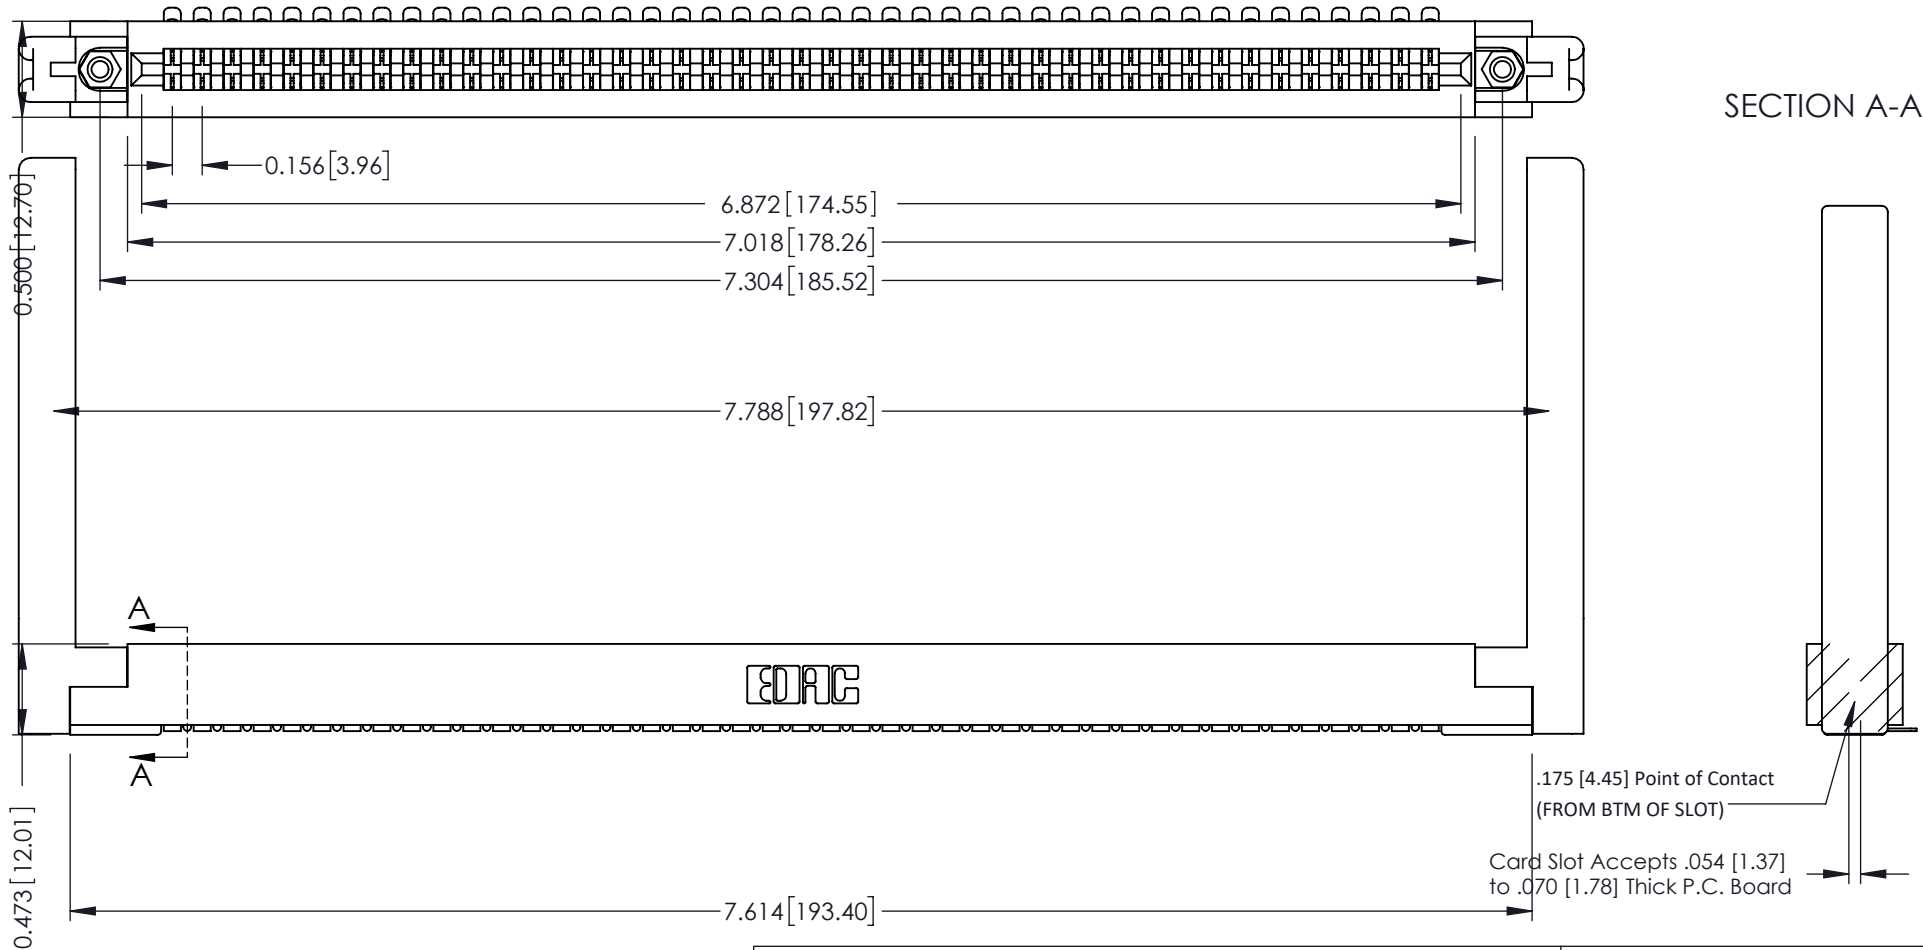 SECTION A-A
0.156[3.96]
6.872[174.55]
7.018[178.26]
7.304[185.52]
0.500[12.70]
7.788[197.82]
A
EDAC
A
.175 [4.45] Point of Contact
(FROM BTM OF SLOT)
Card Slot Accepts .054 [1.37]
to .070 [1.78] Thick P.C. Board
0.473[12.01]
7.614[193.40]